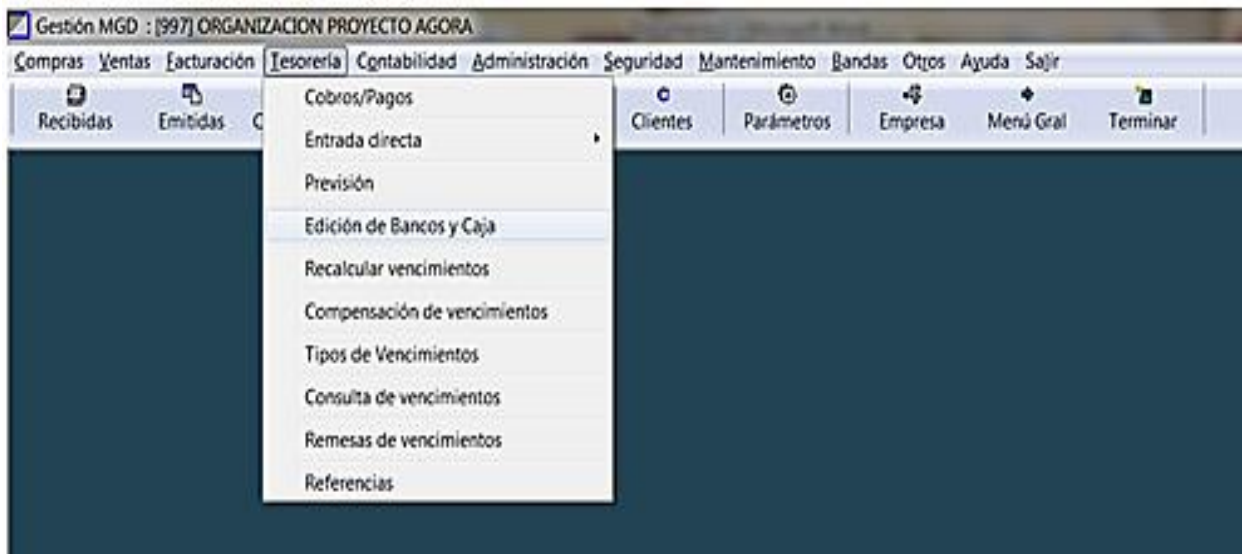 Gestión MGD : [997] ORGANIZACION PROYECTO AGORA
Compras Ventas Facturación Tesorería Contabilidad Administración Seguridad Mantenimiento Bandas Otros Ayuda Salir
Recibidas Emitidas Clientes Parámetros Empresa Menú Gral Terminar
Cobros/Pagos
Entrada directa
Previsión
Edición de Bancos y Caja
Recalcular vencimientos
Compensación de vencimientos
Tipos de Vencimientos
Consulta de vencimientos
Remesas de vencimientos
Referencias